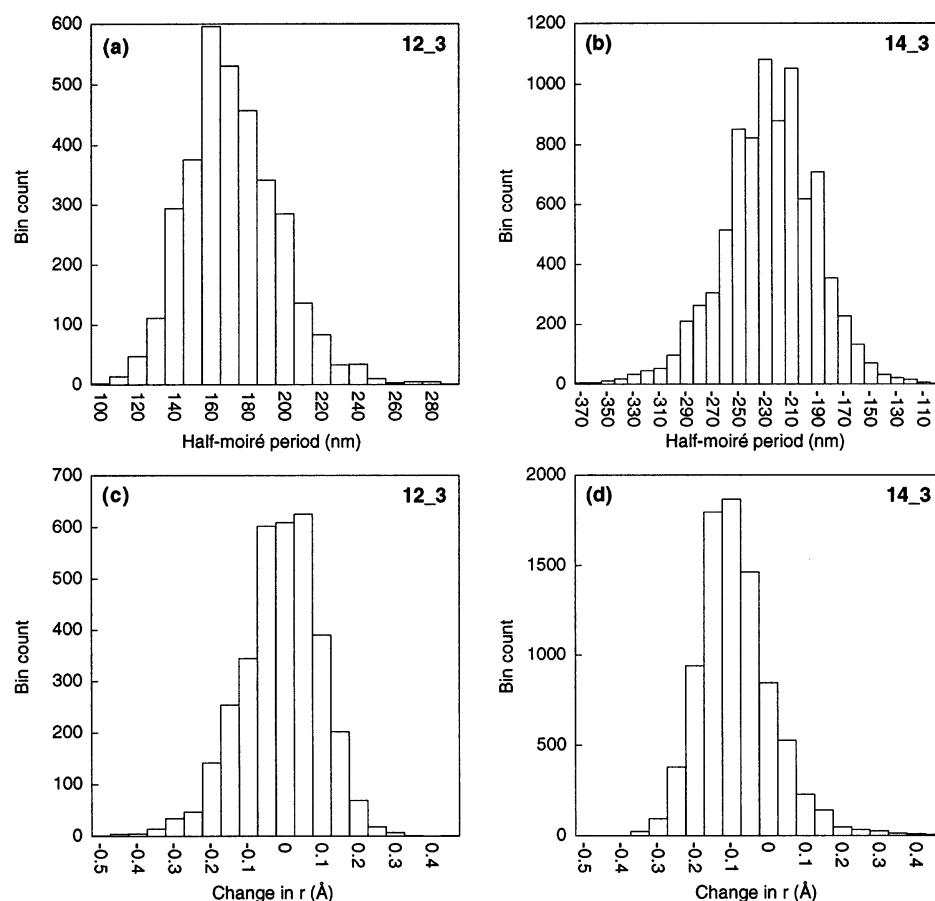 (a) 12_3
600
500
400
300
200
100
0
Bin count
100 120 140 160 180 200 220 240 260 280
Half-moiré period (nm)
(b) 14_3
1200
1000
800
600
400
200
0
Bin count
-370 -350 -330 -310 -290 -270 -250 -230 -210 -190 -170 -150 -130 -110
Half-moiré period (nm)
(c) 12_3
700
600
500
400
300
200
100
0
Bin count
-0.5 -0.4 -0.3 -0.2 -0.1 0 0.1 0.2 0.3 0.4
Change in r (Å)
(d) 14_3
2000
1500
1000
500
0
Bin count
-0.5 -0.4 -0.3 -0.2 -0.1 0 0.1 0.2 0.3 0.4
Change in r (Å)